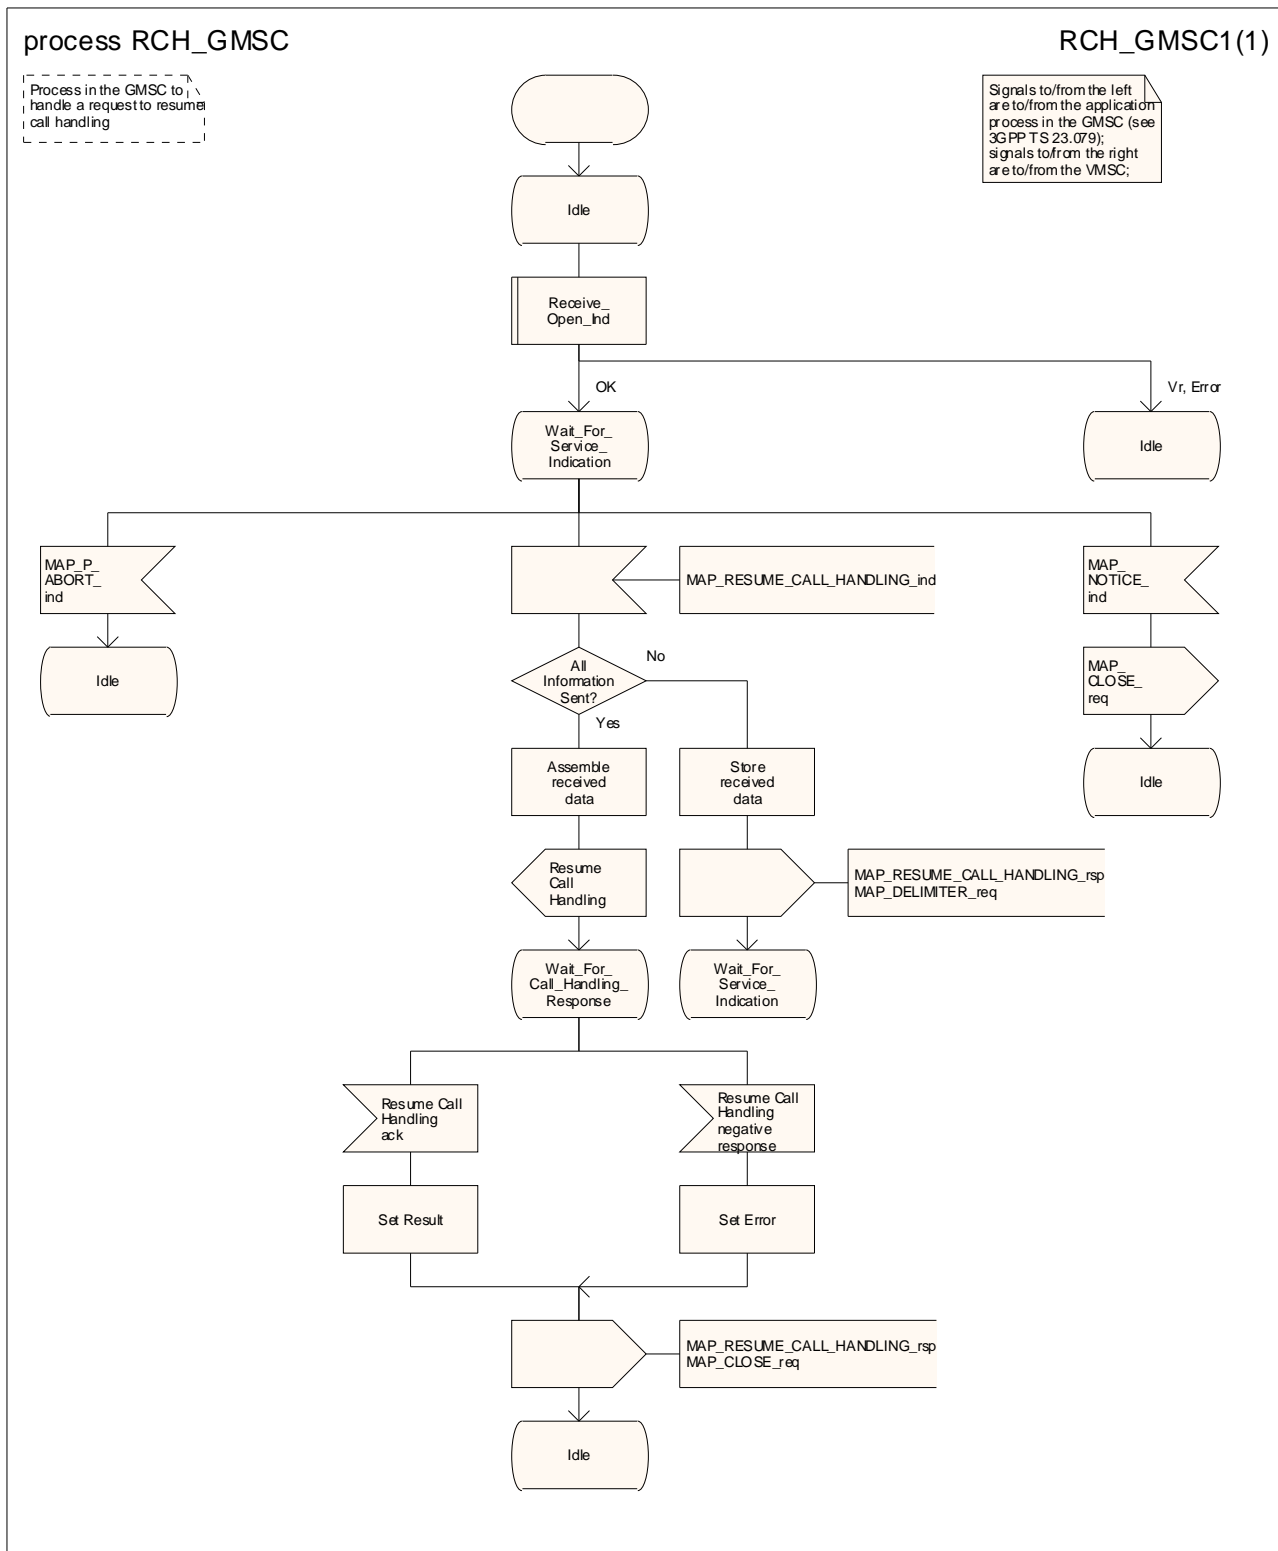 process RCH_GMSC
RCH_GMSC1(1)
Process in the GMSC to
handle a request to resume
call handling
Signals to/from the left
are to/from the application
process in the GMSC (see
3GPP TS 23.079);
signals to/from the right
are to/from the VMSC;
Idle
Receive_
Open_Ind
OK
Vr, Error
Wait_For_
Service_
Indication
Idle
MAP_P_
ABORT_
ind
MAP_RESUME_CALL_HANDLING_ind
MAP_
NOTICE_
ind
Idle
All
Information
Sent?
No
Yes
MAP_
CLOSE_
req
Assemble
received
data
Store
received
data
Idle
Resume
Call
Handling
MAP_RESUME_CALL_HANDLING_rsp
MAP_DELIMITER_req
Wait_For_
Call_Handling_
Response
Wait_For_
Service_
Indication
Resume Call
Handling
ack
Resume Call
Handling
negative
response
Set Result
Set Error
MAP_RESUME_CALL_HANDLING_rsp
MAP_CLOSE_req
Idle